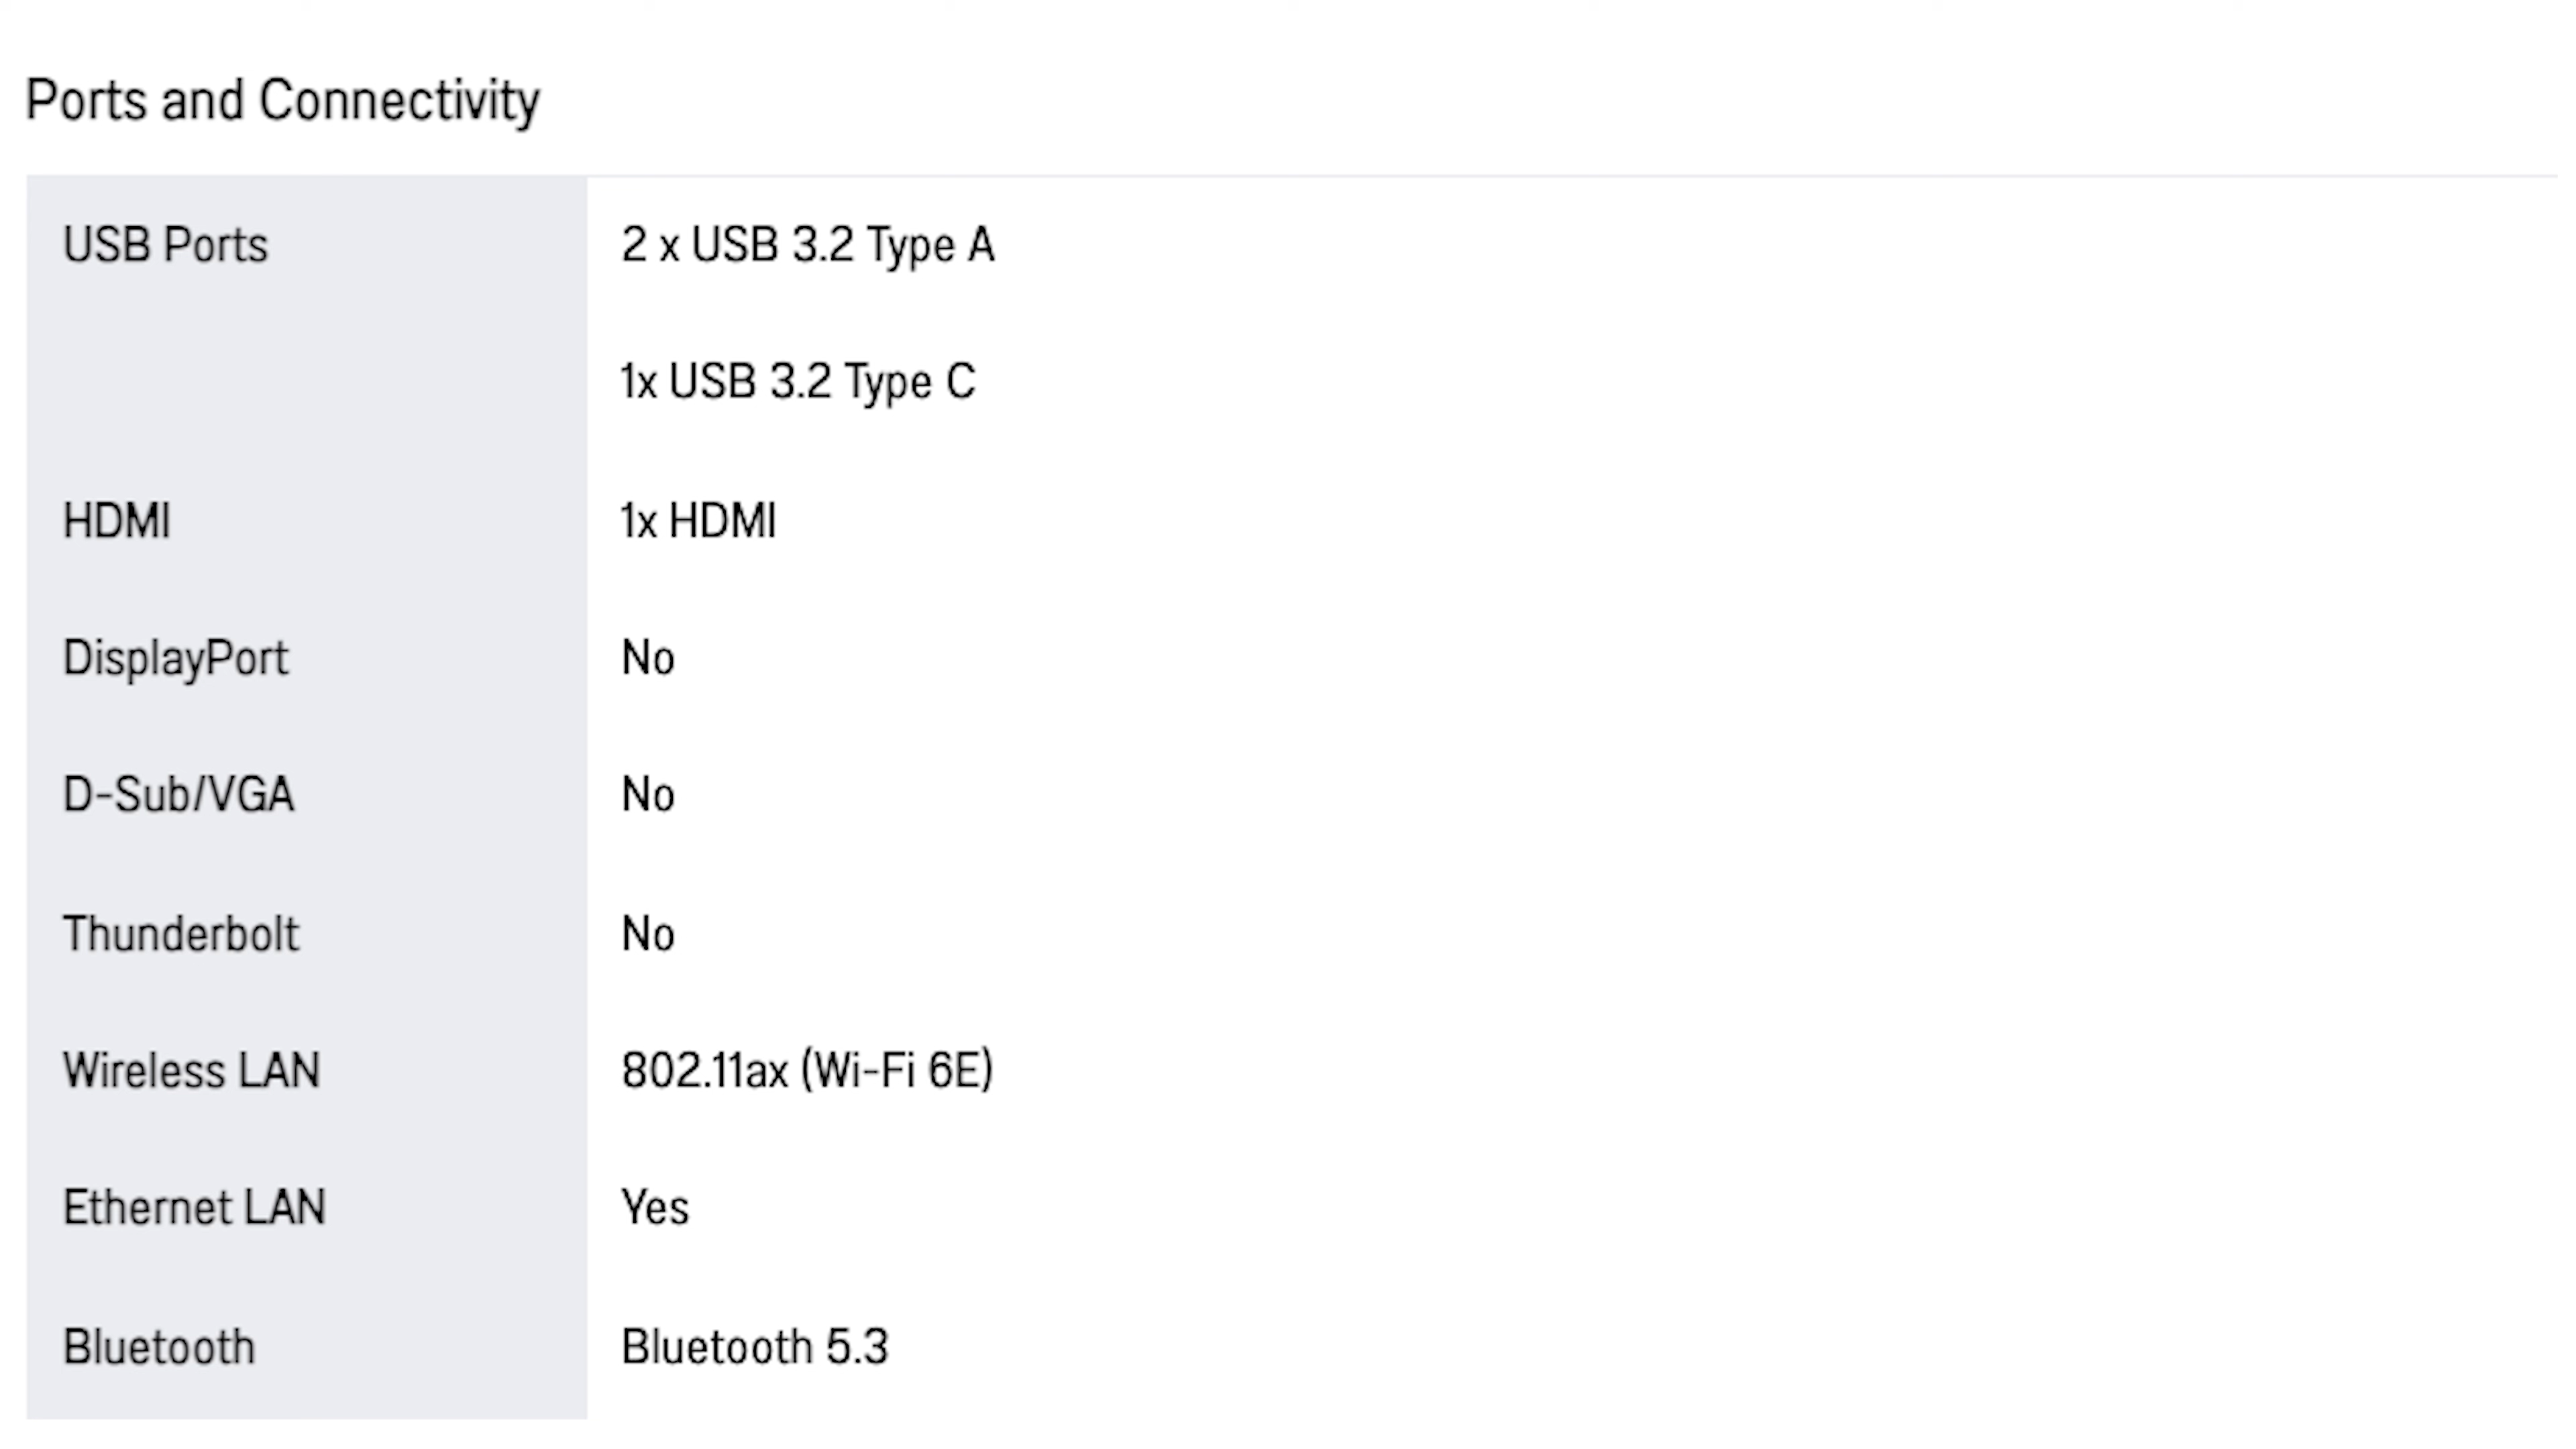 Ports and Connectivity
USB Ports 2 x USB 3.2 Type A
1x USB 3.2 Type C
HDMI 1x HDMI
DisplayPort No
D-Sub/VGA No
Thunderbolt No
Wireless LAN 802.11ax (Wi-Fi 6E)
Ethernet LAN Yes
Bluetooth Bluetooth 5.3